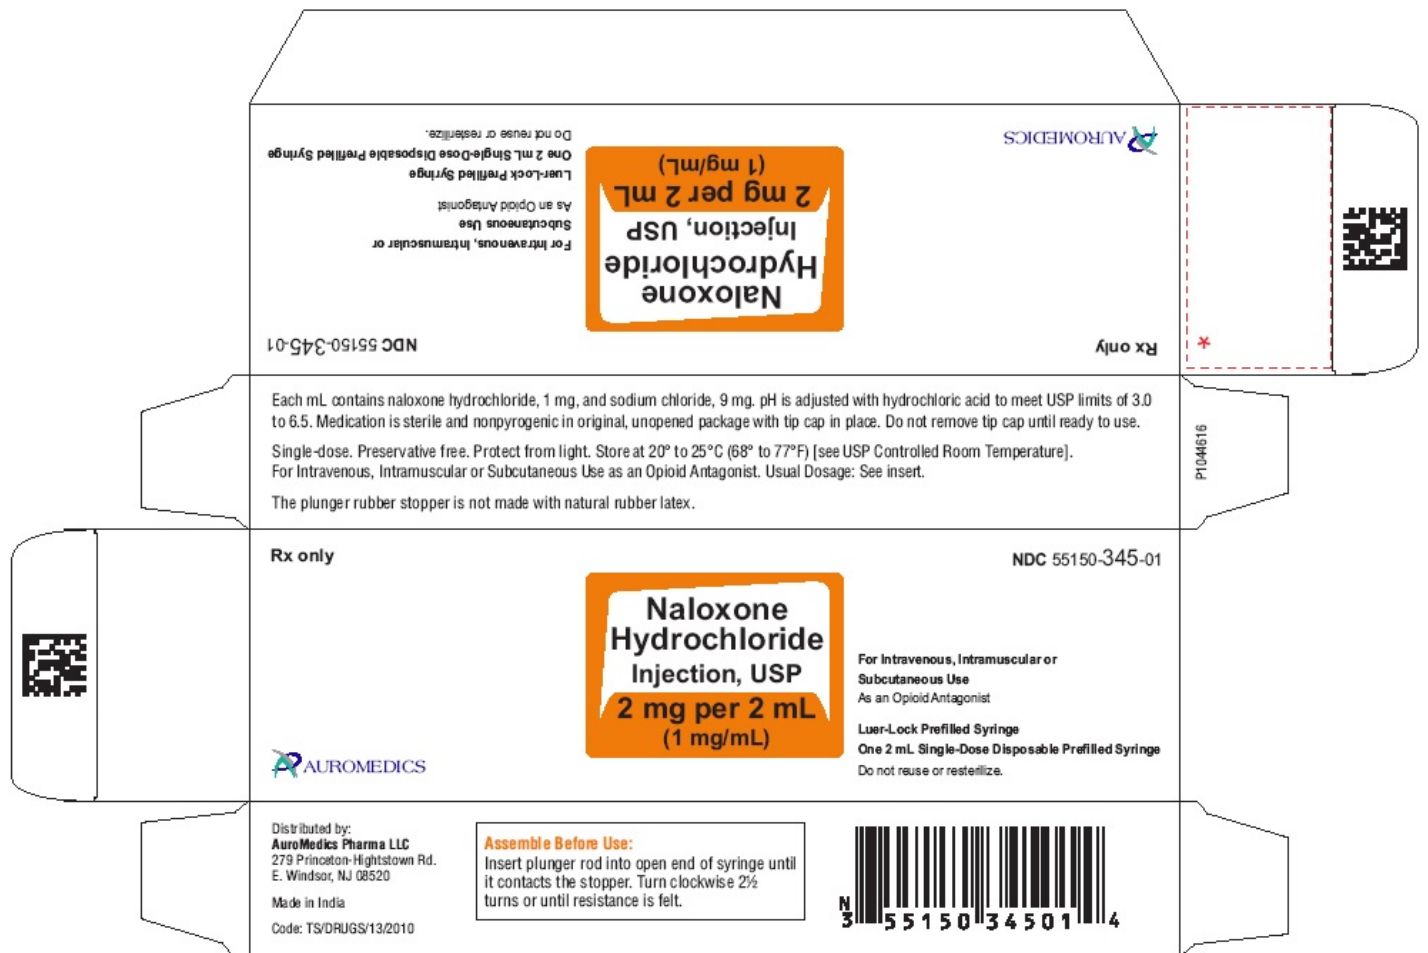 Do not reuse or resterilize.
One 2 mL Single-Dose Disposable Prefilled Syringe
Luer-Lock Prefilled Syringe
As an Opioid Antagonist
Subcutaneous Use
For Intravenous, Intramuscular or
NDC 55150-345-01
(1 mg/mL)
2 mg per 2 mL
Injection, USP
Hydrochloride
Naloxone
AUROMEDICS
Rx only
*
Each mL contains naloxone hydrochloride, 1 mg, and sodium chloride, 9 mg. pH is adjusted with hydrochloric acid to meet USP limits of 3.0
to 6.5. Medication is sterile and nonpyrogenic in original, unopened package with tip cap in place. Do not remove tip cap until ready to use.
Single-dose. Preservative free. Protect from light. Store at 20° to 25°C (68° to 77°F) [see USP Controlled Room Temperature].
For Intravenous, Intramuscular or Subcutaneous Use as an Opioid Antagonist. Usual Dosage: See insert.
The plunger rubber stopper is not made with natural rubber latex.
P1044616
Rx only
NDC 55150-345-01
Naloxone
Hydrochloride
Injection, USP
2 mg per 2 mL
(1 mg/mL)
For Intravenous, Intramuscular or
Subcutaneous Use
As an Opioid Antagonist
Luer-Lock Prefilled Syringe
One 2 mL Single-Dose Disposable Prefilled Syringe
Do not reuse or resterilize.
AUROMEDICS
Distributed by:
AuroMedics Pharma LLC
279 Princeton-Hightstown Rd.
E. Windsor, NJ 08520
Made in India
Code: TS/DRUGS/13/2010
Assemble Before Use:
Insert plunger rod into open end of syringe until
it contacts the stopper. Turn clockwise 2½
turns or until resistance is felt.
N
3 55150 34501 4